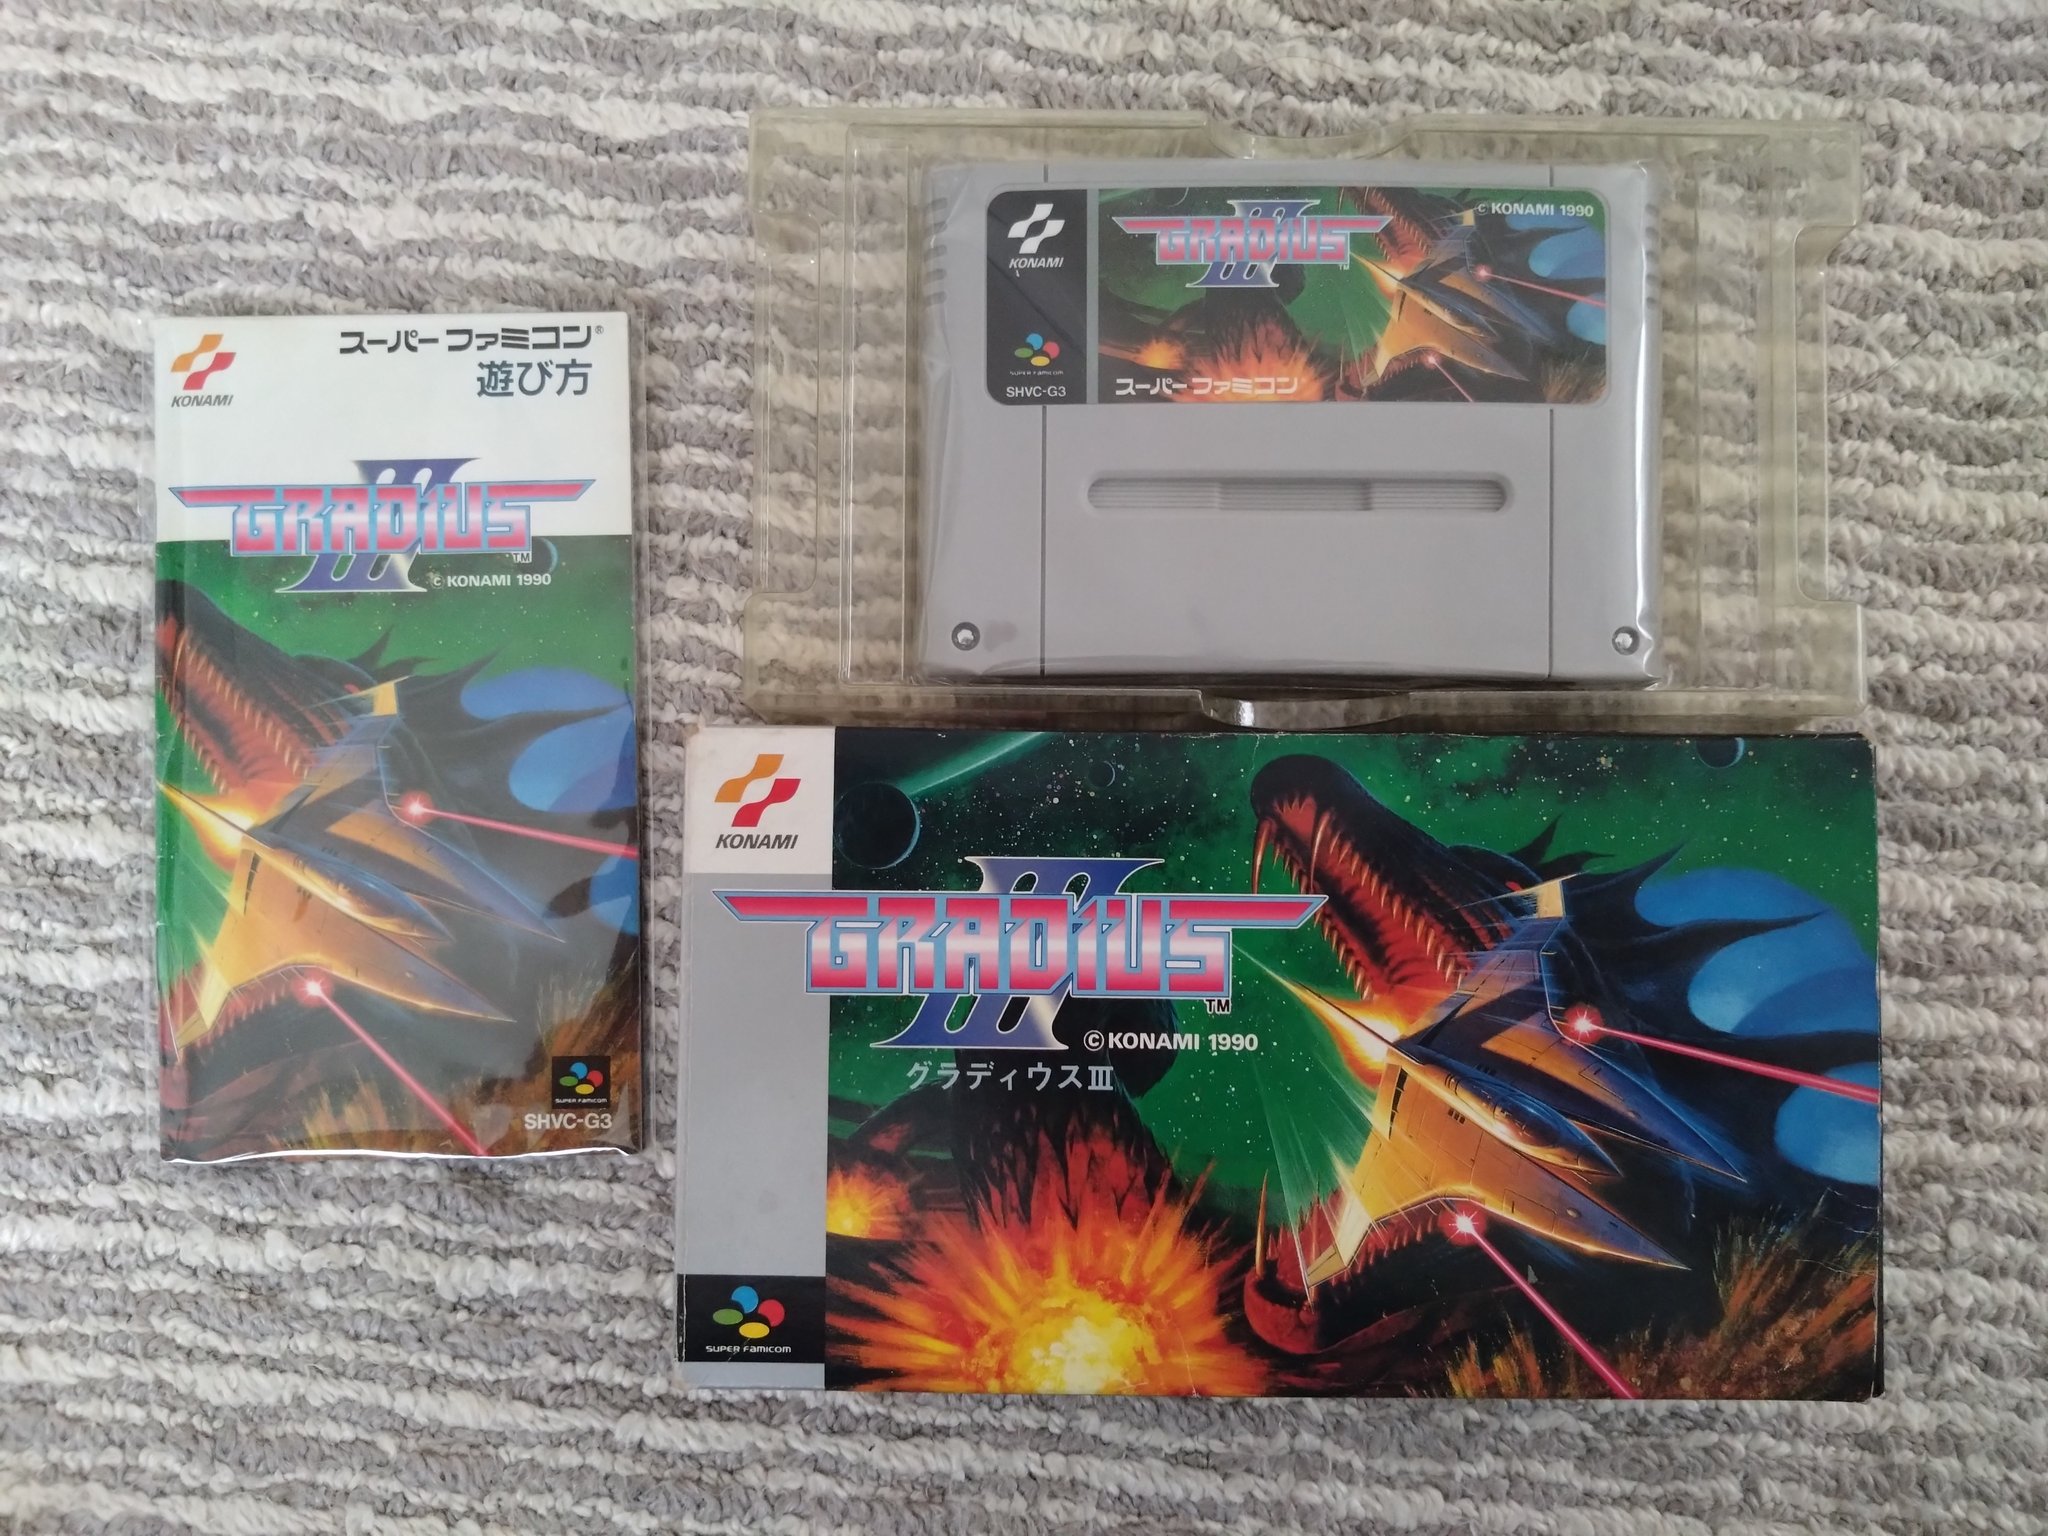 KONAMI
スーパーファミコン®
遊び方
GRADIUS III
TM
© KONAMI 1990
SUPER FAMICOM
SHVC-G3
KONAMI
GRADIUS III
TM
© KONAMI 1990
SUPER FAMICOM
SHVC-G3
スーパーファミコン®
KONAMI
GRADIUS III
TM
© KONAMI 1990
グラディウスIII
SUPER FAMICOM